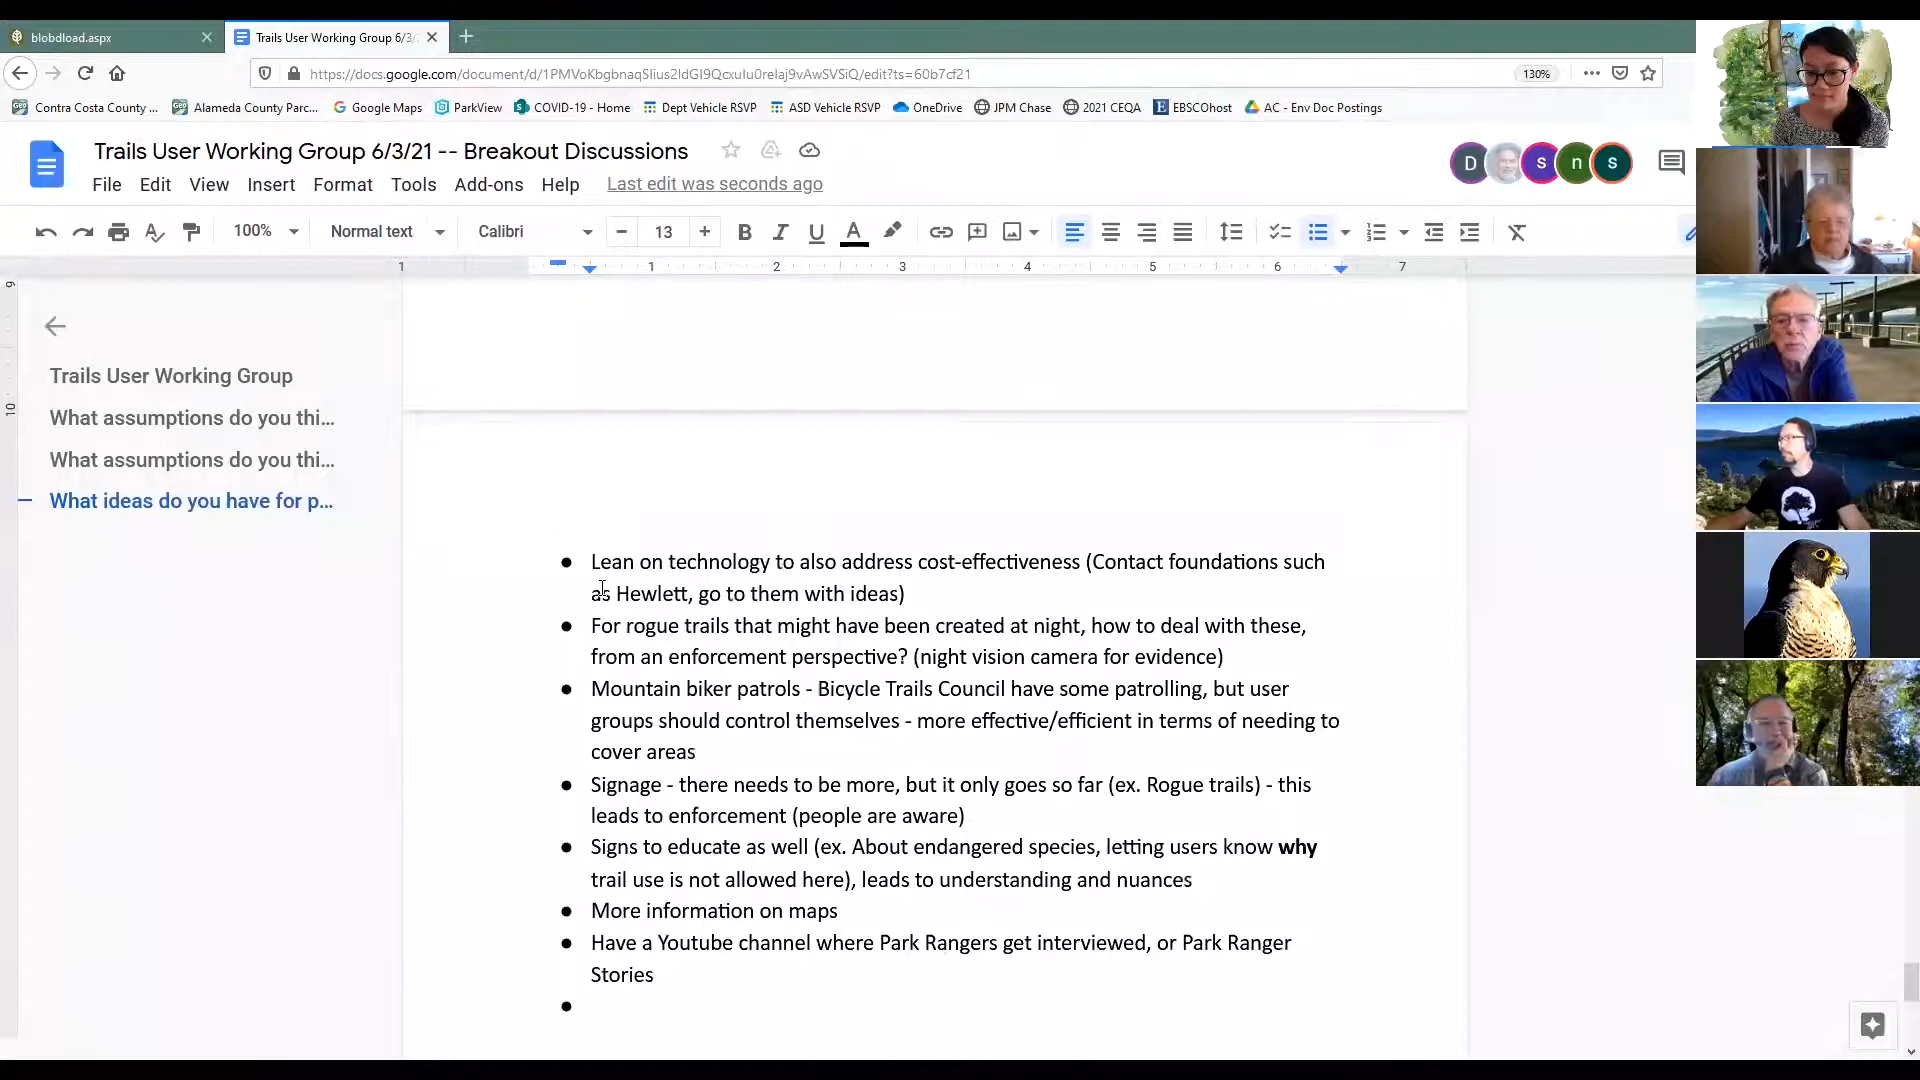 blobdload.aspx
Trails User Working Group 6/3/
https://docs.google.com/document/d/1PMVoKbgbnaqSlius2ldGI9Qcxulu0relaj9vAwSVSiQ/edit?ts=60b7cf21
130%
Contra Costa County ...
Alameda County Parc...
Google Maps
ParkView
COVID-19 - Home
Dept Vehicle RSVP
ASD Vehicle RSVP
OneDrive
JPM Chase
2021 CEQA
EBSCOhost
AC - Env Doc Postings
Trails User Working Group 6/3/21 -- Breakout Discussions
D
s
n
s
File Edit View Insert Format Tools Add-ons Help Last edit was seconds ago
100% Normal text Calibri 13 B I U A
1 1 2 3 4 5 6 7
9
10
Trails User Working Group
What assumptions do you thi...
What assumptions do you thi...
What ideas do you have for p...
● Lean on technology to also address cost-effectiveness (Contact foundations such
as Hewlett, go to them with ideas)
● For rogue trails that might have been created at night, how to deal with these,
from an enforcement perspective? (night vision camera for evidence)
● Mountain biker patrols - Bicycle Trails Council have some patrolling, but user
groups should control themselves - more effective/efficient in terms of needing to
cover areas
● Signage - there needs to be more, but it only goes so far (ex. Rogue trails) - this
leads to enforcement (people are aware)
● Signs to educate as well (ex. About endangered species, letting users know why
trail use is not allowed here), leads to understanding and nuances
● More information on maps
● Have a Youtube channel where Park Rangers get interviewed, or Park Ranger
Stories
●